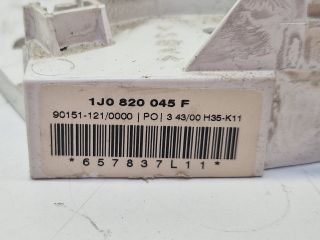 1J0 820 045 F
90151-121/0000 | PO | 3 43/00 H35-K11
*657837L11*